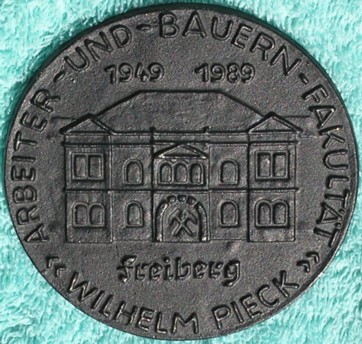 ARBEITER-UND-BAUERN-FAKULTÄT
1949 1989
Freiberg
"WILHELM PIECK"